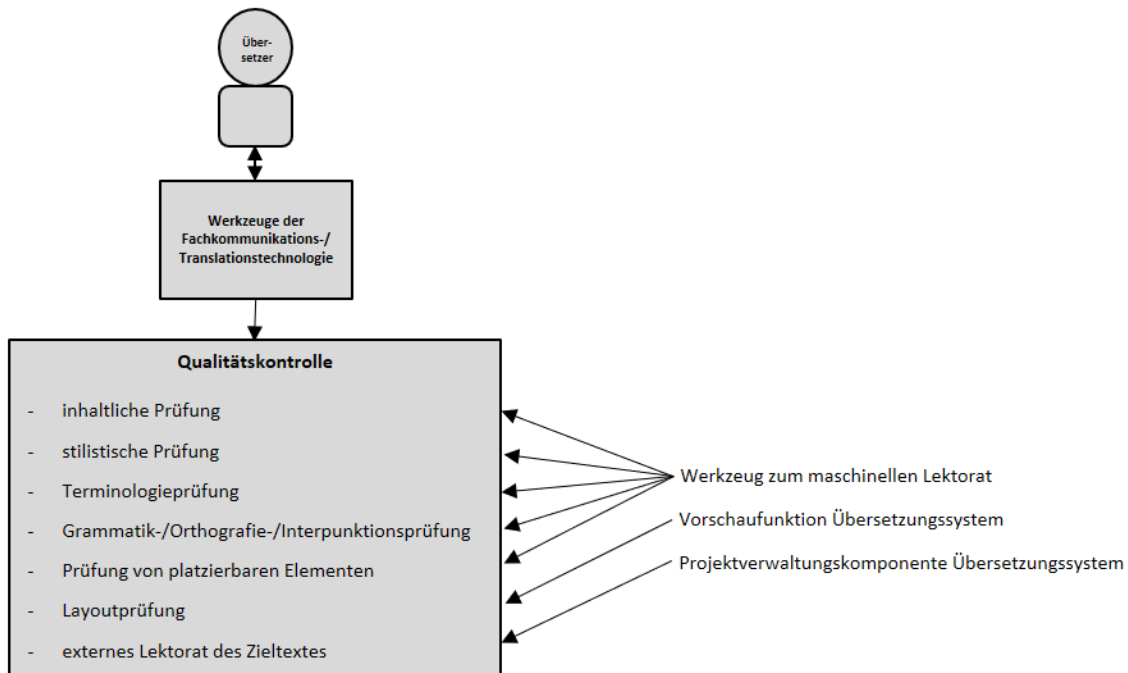 Über-
setzer
Werkzeuge der
Fachkommunikations-/
Translationstechnologie
Qualitätskontrolle
- inhaltliche Prüfung
- stilistische Prüfung
- Terminologieprüfung
- Grammatik-/Orthografie-/Interpunktionsprüfung
- Prüfung von platzierbaren Elementen
- Layoutprüfung
- externes Lektorat des Zieltextes
Werkzeug zum maschinellen Lektorat
Vorschaufunktion Übersetzungssystem
Projektverwaltungskomponente Übersetzungssystem